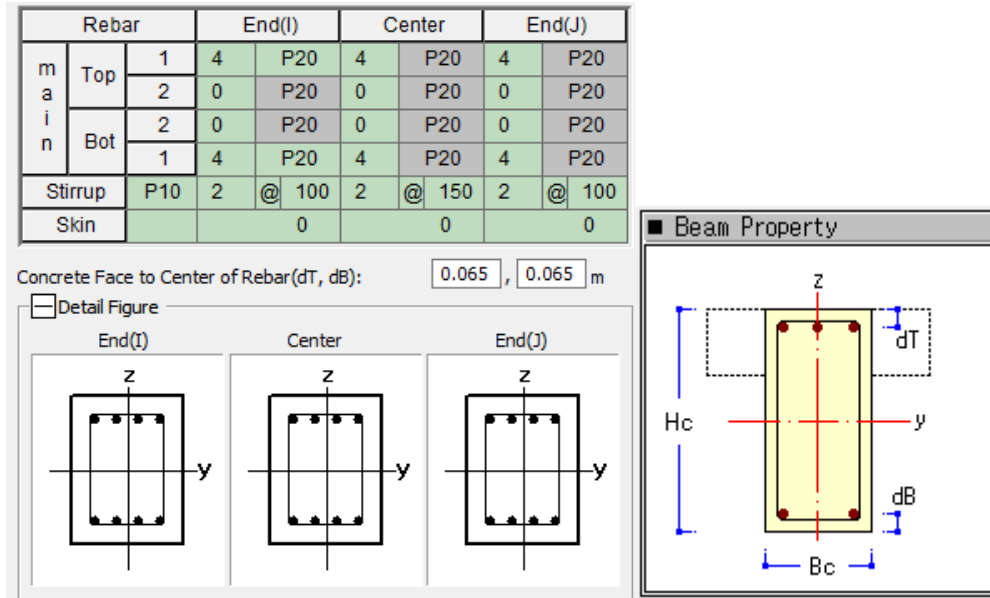 Rebar End(I) Center End(J)
main Top 1 4 P20 4 P20 4 P20
2 0 P20 0 P20 0 P20
Bot 2 0 P20 0 P20 0 P20
1 4 P20 4 P20 4 P20
Stirrup P10 2 @ 100 2 @ 150 2 @ 100
Skin 0 0 0
Concrete Face to Center of Rebar(dT, dB): 0.065 , 0.065 m
Detail Figure
End(I) Center End(J)
z z z
y y y
■ Beam Property
z
dT
Hc y
dB
Bc